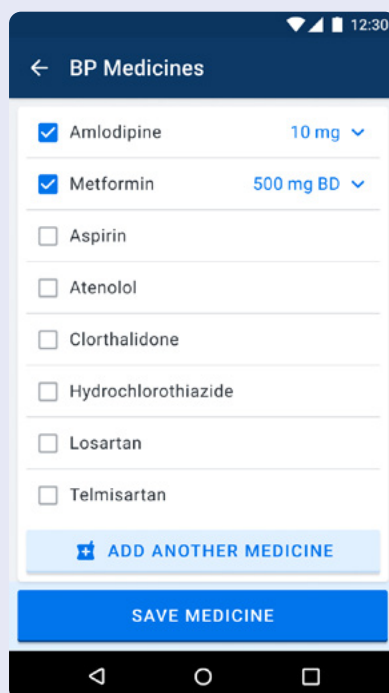 12:30
BP Medicines
Amlodipine 10 mg
Metformin 500 mg BD
Aspirin
Atenolol
Clorthalidone
Hydrochlorothiazide
Losartan
Telmisartan
ADD ANOTHER MEDICINE
SAVE MEDICINE